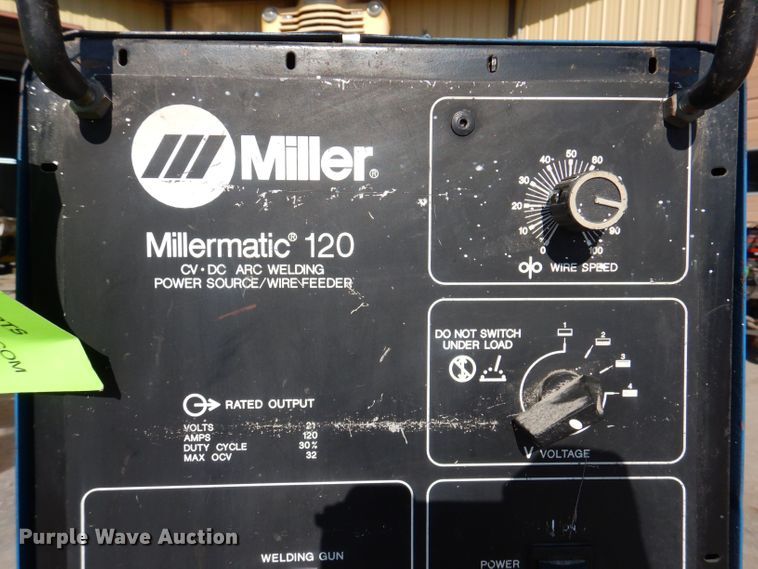 Miller®
Millermatic® 120
CV • DC ARC WELDING
POWER SOURCE/WIRE FEEDER
RATED OUTPUT
VOLTS 21
AMPS 120
DUTY CYCLE 30%
MAX OCV 32
0 10 20 30 40 50 60 90 100
WIRE SPEED
DO NOT SWITCH
UNDER LOAD
1
2
3
4
V VOLTAGE
WELDING GUN
POWER
COM
Purple Wave Auction